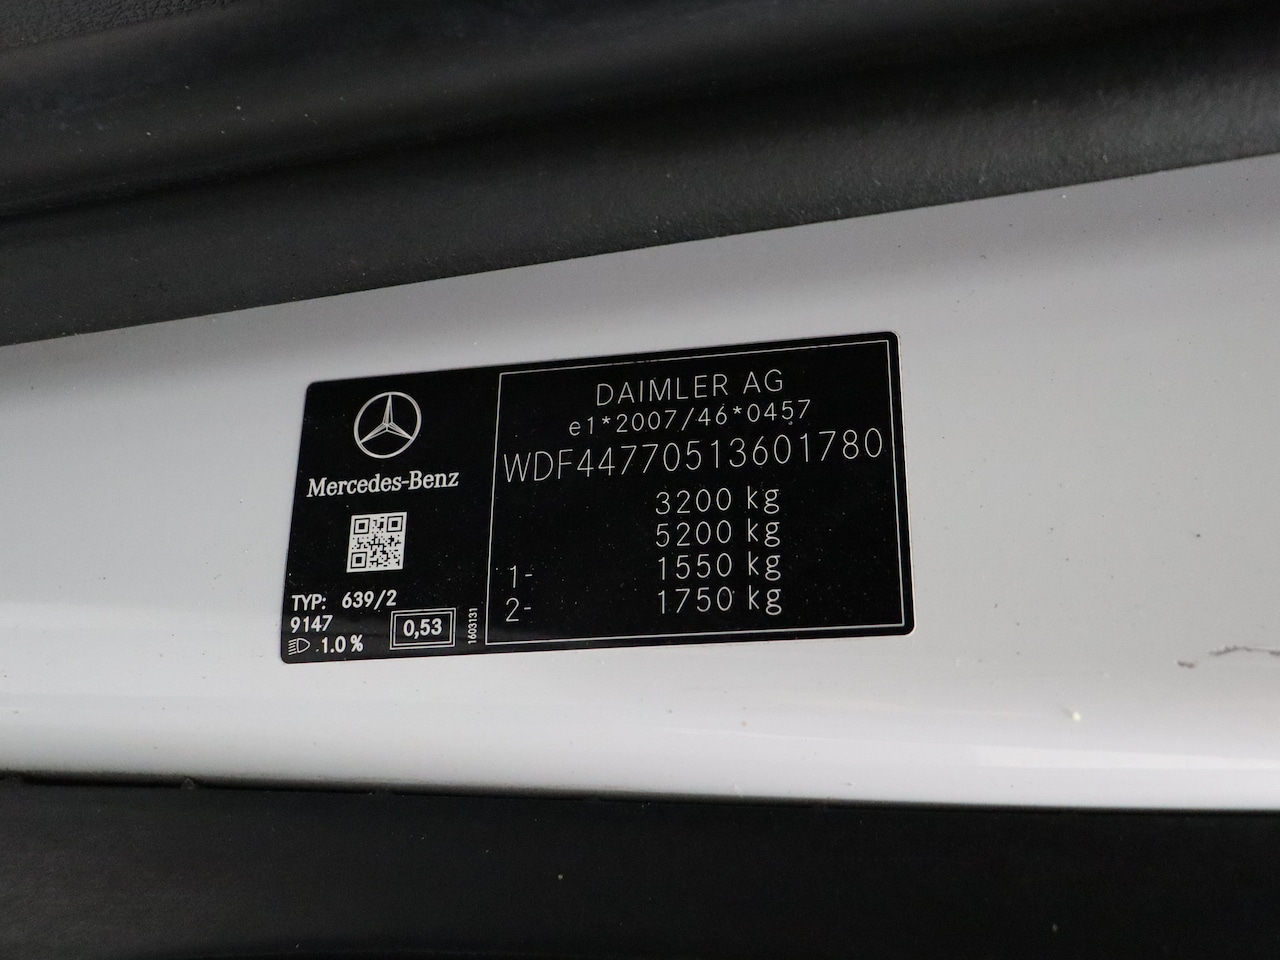 Mercedes-Benz
TYP: 639/2
9147
1.0 %
0,53
1603131
DAIMLER AG
e1*2007/46*0457
WDF44770513601780
3200 kg
5200 kg
1- 1550 kg
2- 1750 kg